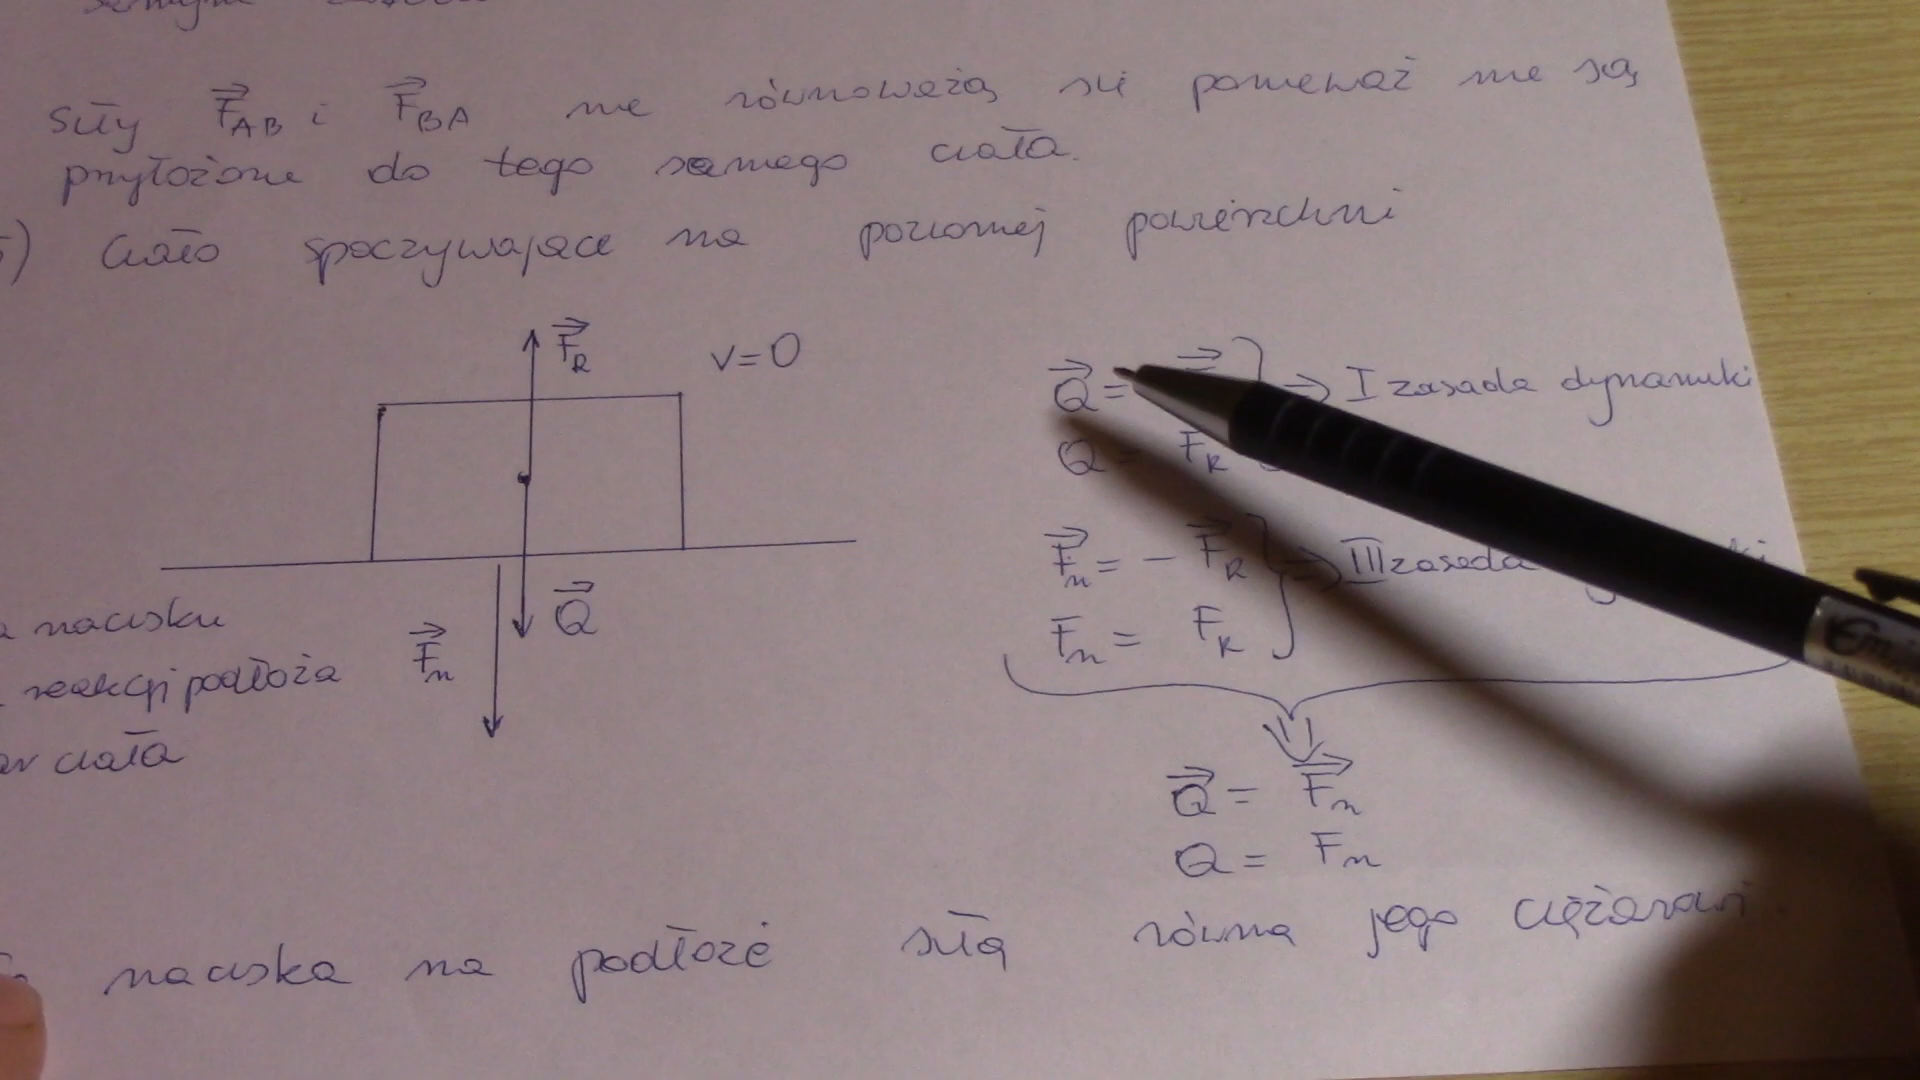 siły F⃗AB i F⃗BA nie równoważą się ponieważ nie są
przyłożone do tego samego ciała.
) Ciało spoczywające na poziomej powierzchni
F⃗R
v=0
Q⃗ = ⇒ I zasada dynamiki
Q = FR
F⃗n = - F⃗R ⇒ III zasada
Fn = FR
Q⃗
F⃗n
nacisku
reakcji podłoża
ciała
Q⃗ = F⃗n
Q = Fn
naciska na podłoże siłą równą jego ciężarowi.